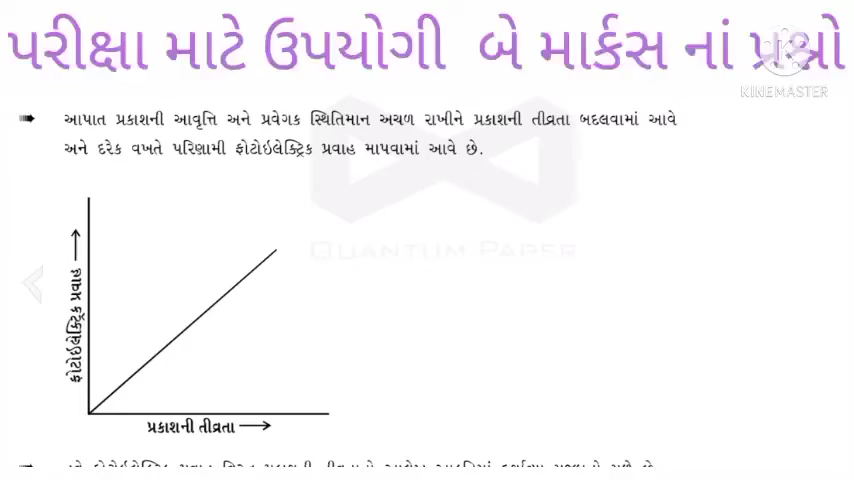 પરીક્ષા માટે ઉપયોગી બે માર્કસ નાં પ્રશ્નો
KINEMASTER
આપાત પ્રકાશની આવૃત્તિ અને પ્રવેગક સ્થિતિમાન અચળ રાખીને પ્રકાશની તીવ્રતા બદલવામાં આવે
અને દરેક વખતે પરિણામી ફોટોઇલેક્ટ્રિક પ્રવાહ માપવામાં આવે છે.
QUANTUM PAPER
ફોટોઈલેક્ટ્રિક પ્રવાહ
પ્રકાશની તીવ્રતા